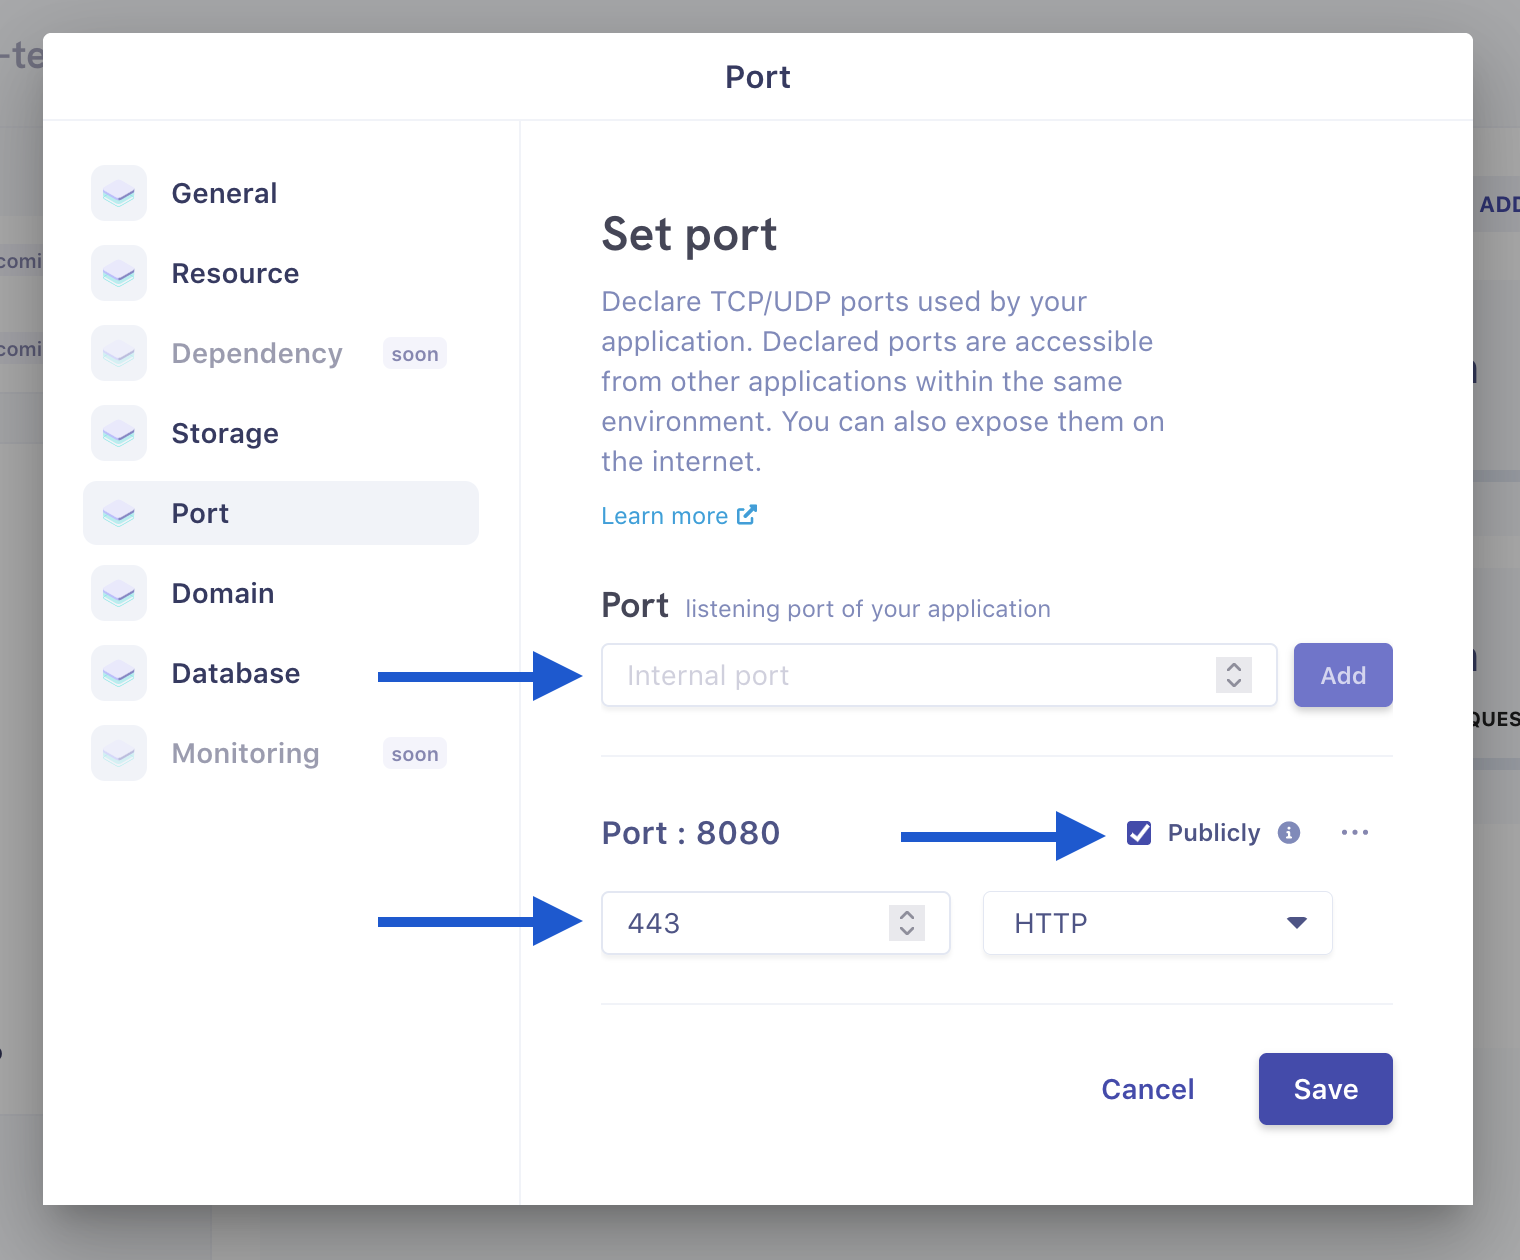 -te
Port
General
Resource
Dependency soon
Storage
Port
Domain
Database
Monitoring soon
Set port
Declare TCP/UDP ports used by your
application. Declared ports are accessible
from other applications within the same
environment. You can also expose them on
the internet.
Learn more
Port listening port of your application
Internal port
Add
Port : 8080
Publicly
443
HTTP
Cancel
Save
comi
comi
ADD
QUES